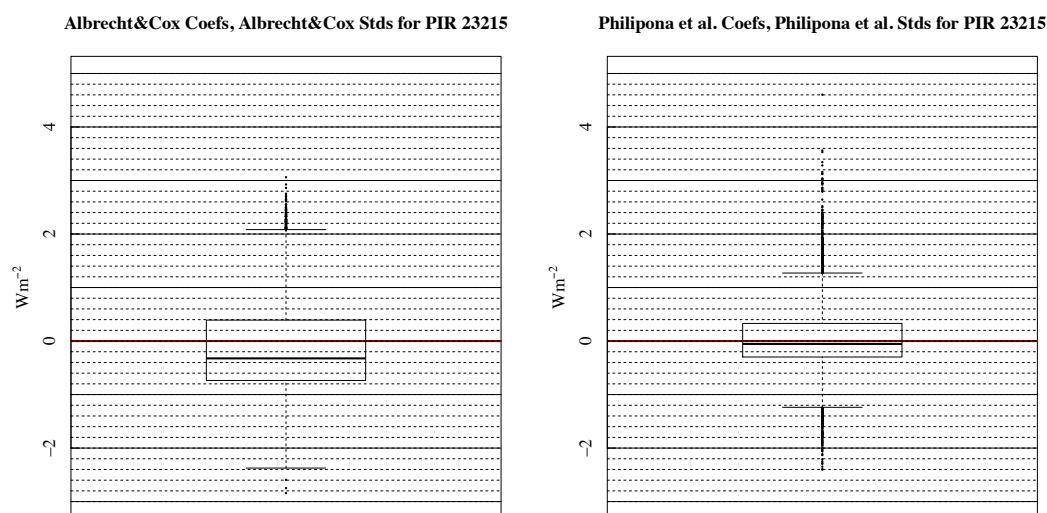 Albrecht&Cox Coefs, Albrecht&Cox Stds for PIR 23215
Wm−2
4
2
0
−2
Philipona et al. Coefs, Philipona et al. Stds for PIR 23215
Wm−2
4
2
0
−2